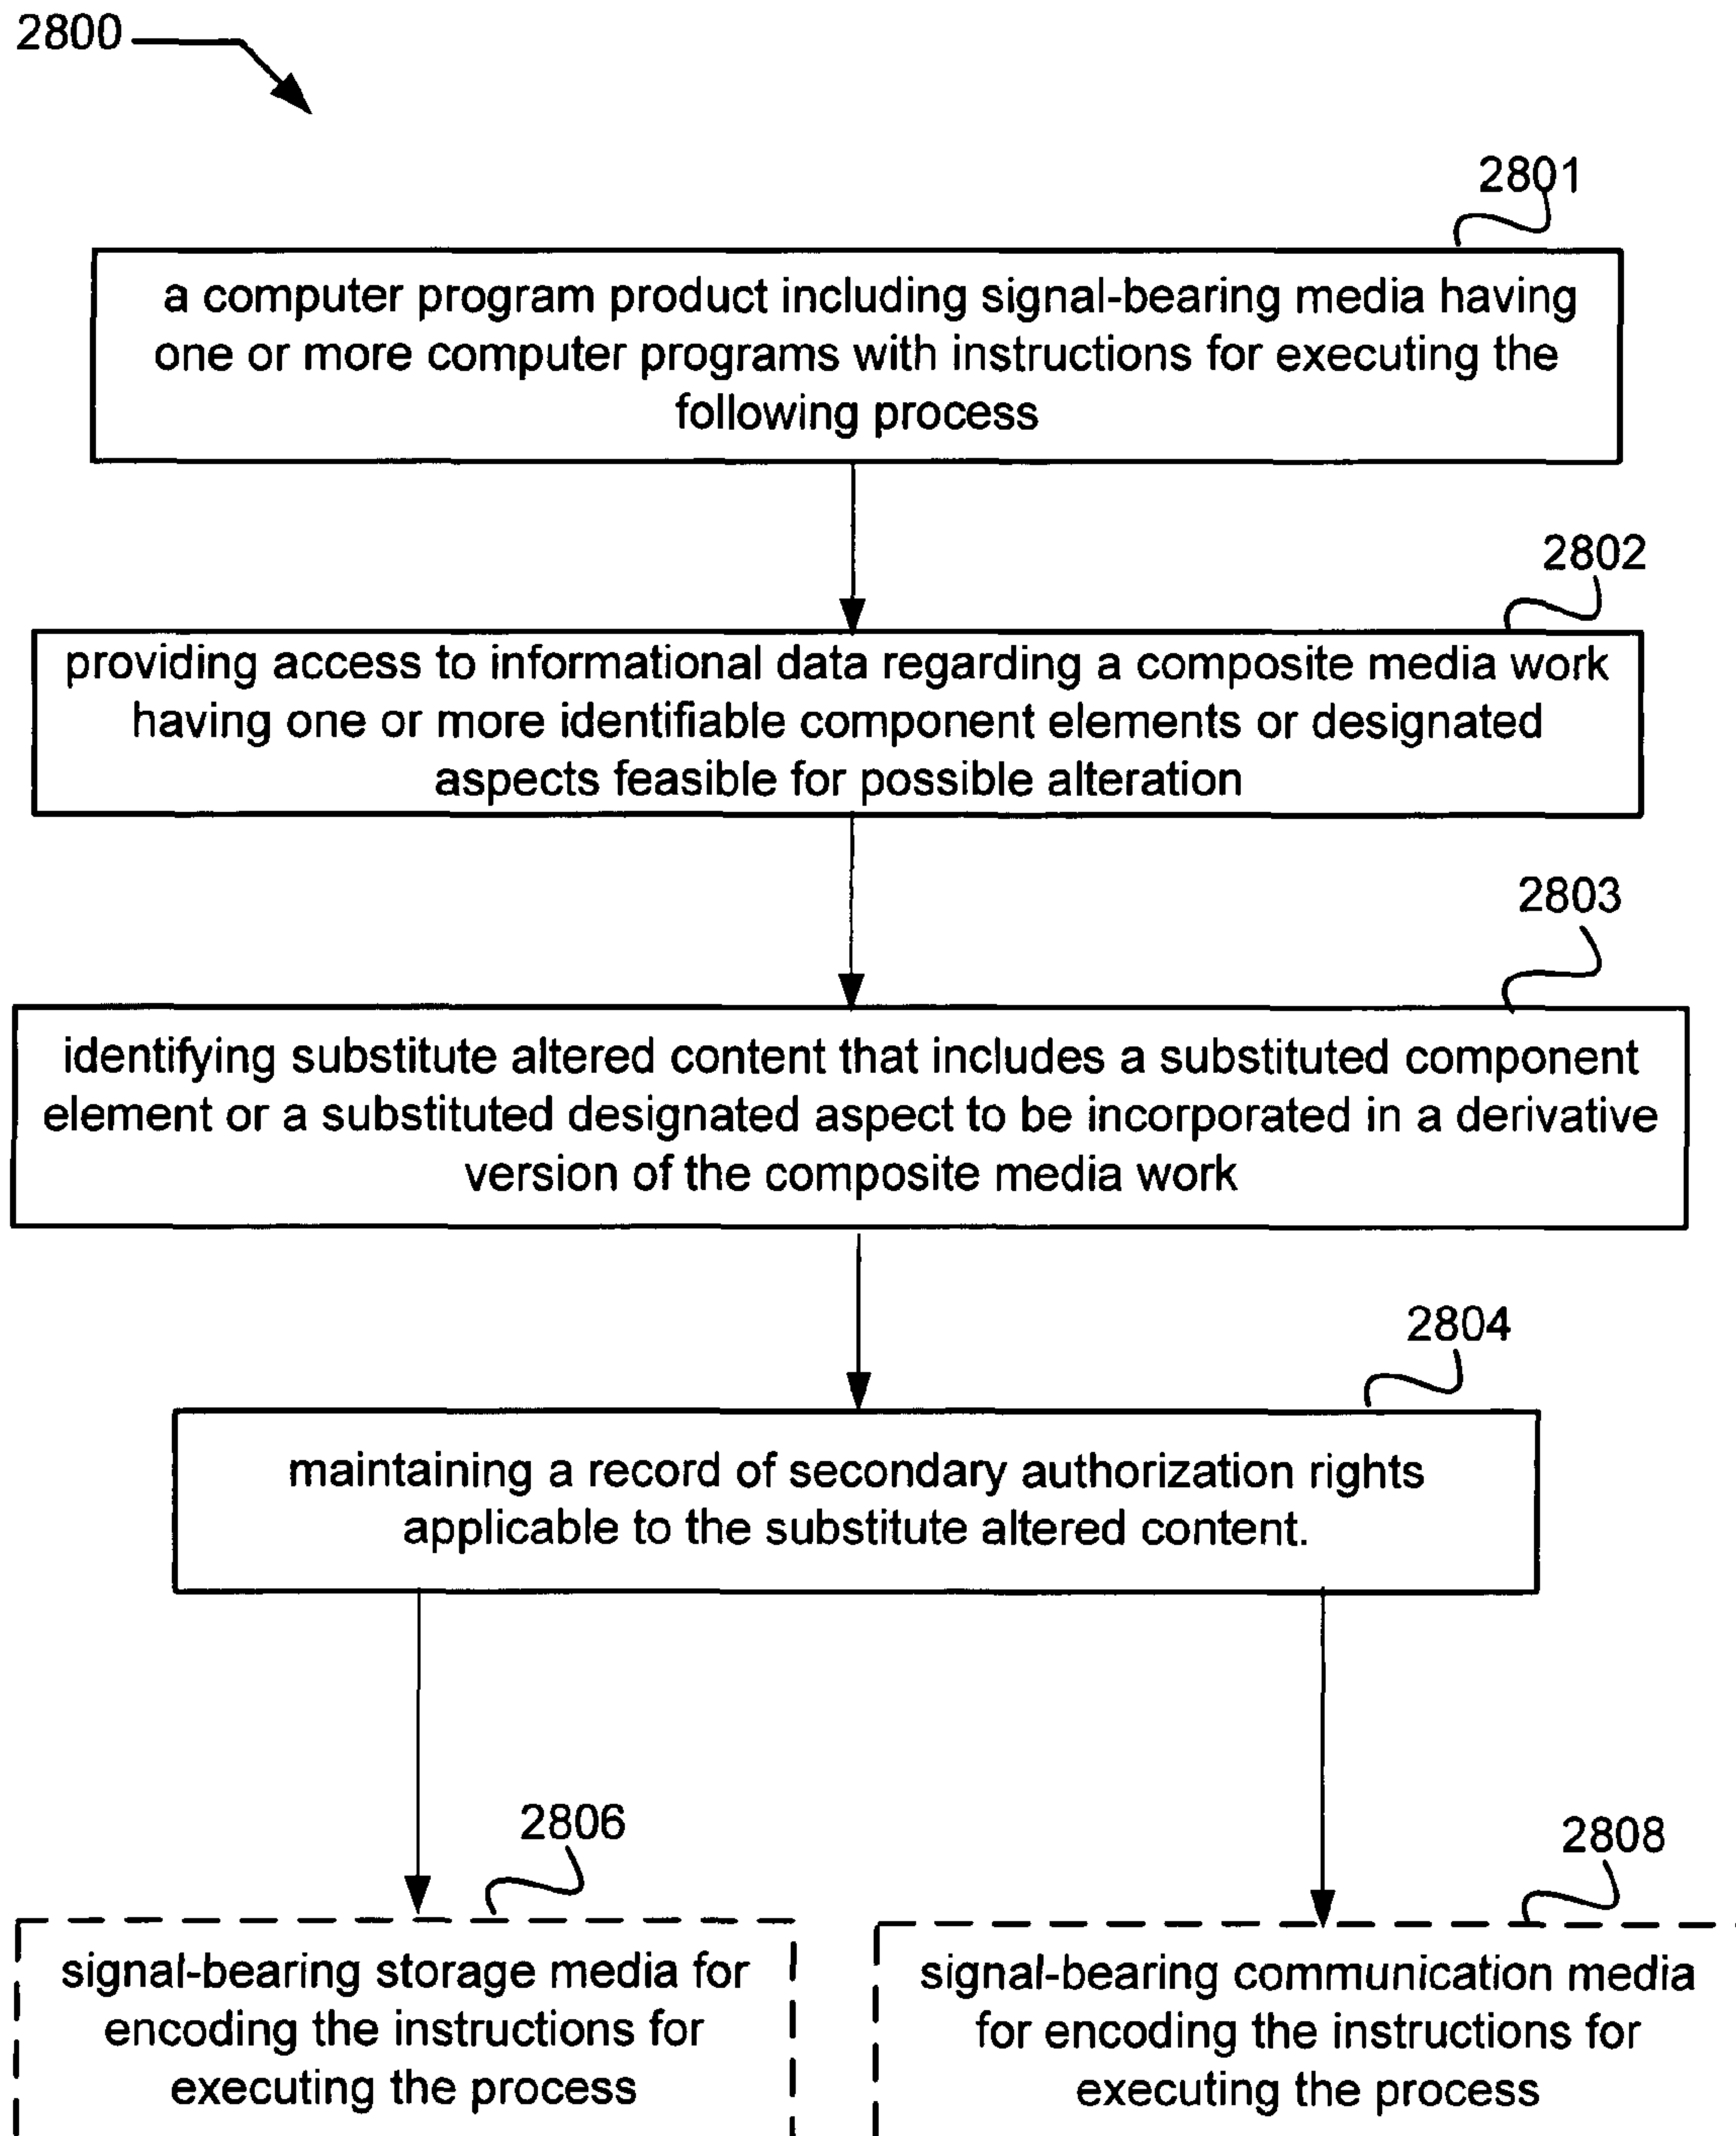 2800
2801
a computer program product including signal-bearing media having
one or more computer programs with instructions for executing the
following process
2802
providing access to informational data regarding a composite media work
having one or more identifiable component elements or designated
aspects feasible for possible alteration
2803
identifying substitute altered content that includes a substituted component
element or a substituted designated aspect to be incorporated in a derivative
version of the composite media work
2804
maintaining a record of secondary authorization rights
applicable to the substitute altered content.
2806
signal-bearing storage media for
encoding the instructions for
executing the process
2808
signal-bearing communication media
for encoding the instructions for
executing the process